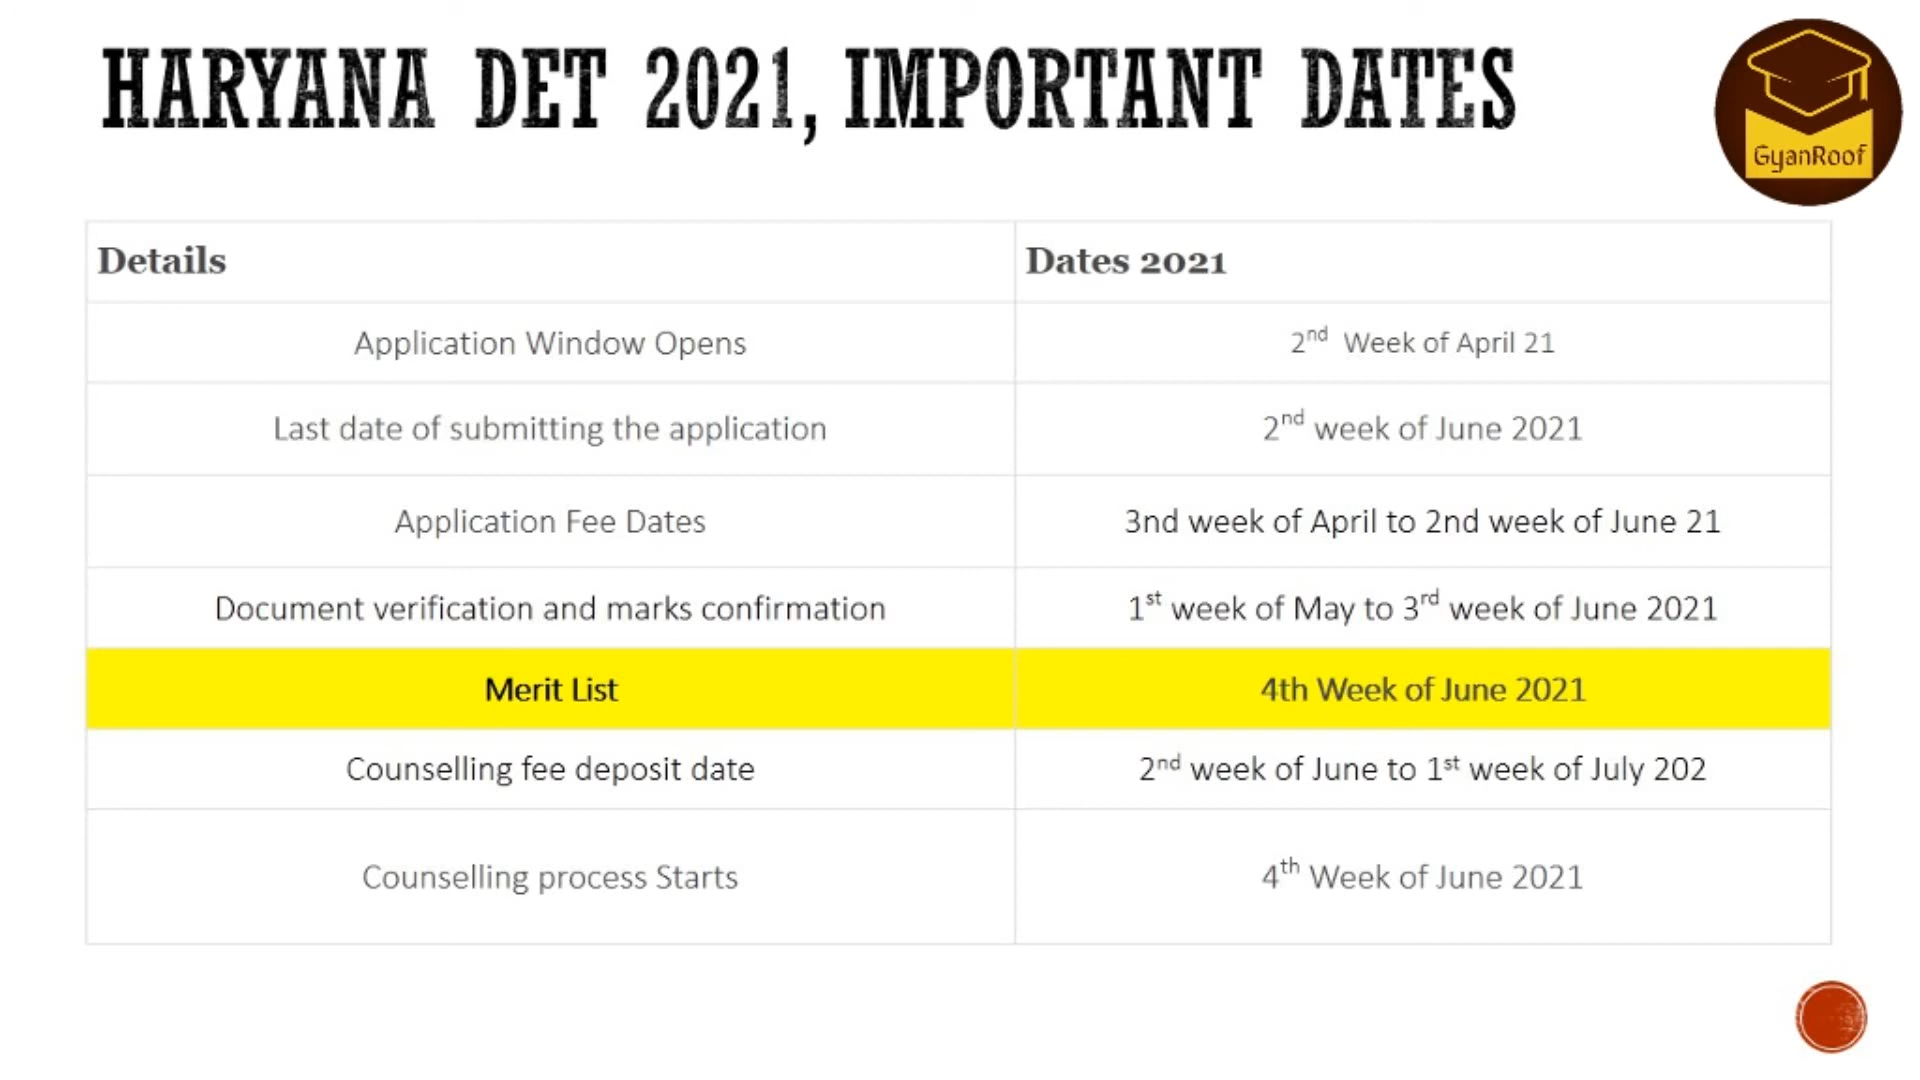 HARYANA DET 2021, IMPORTANT DATES
GyanRoof
Details Dates 2021
Application Window Opens 2nd Week of April 21
Last date of submitting the application 2nd week of June 2021
Application Fee Dates 3nd week of April to 2nd week of June 21
Document verification and marks confirmation 1st week of May to 3rd week of June 2021
Merit List 4th Week of June 2021
Counselling fee deposit date 2nd week of June to 1st week of July 202
Counselling process Starts 4th Week of June 2021